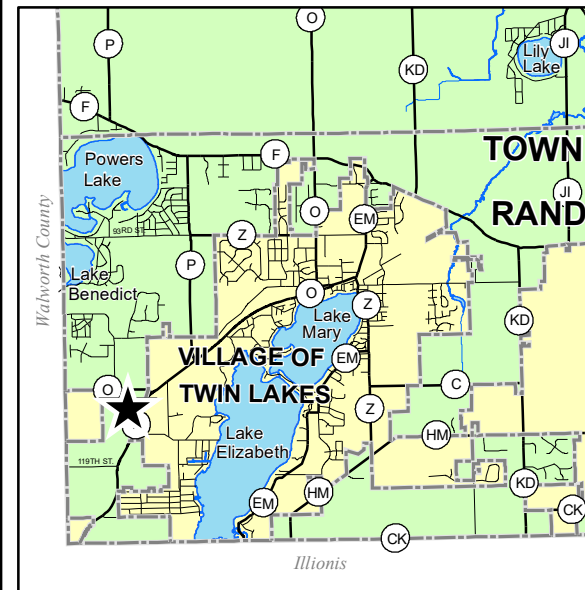 O
P
Lily
Lake
JI
KD
F
TOWN
Powers
Lake
F
JI
RAND
O
EM
93RD ST.
Z
Walworth County
P
Lake
Benedict
O
Z
Lake
Mary
KD
VILLAGE OF
EM
TWIN LAKES
O
C
Z
Lake
Elizabeth
HM
119TH ST.
HM
KD
EM
CK
CK
Illionis